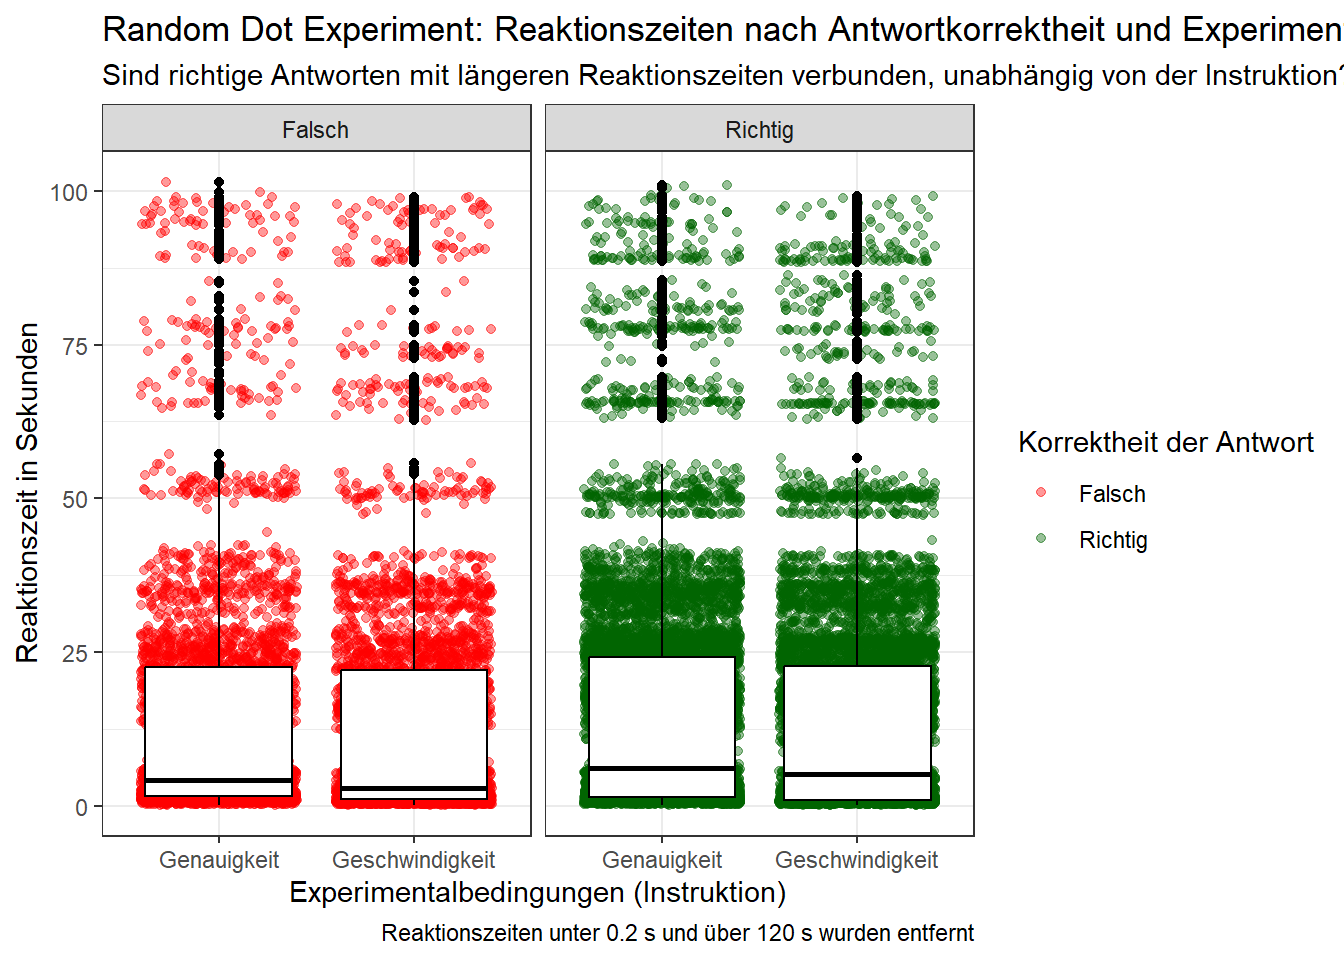 Random Dot Experiment: Reaktionszeiten nach Antwortkorrektheit und Experimen
Sind richtige Antworten mit längeren Reaktionszeiten verbunden, unabhängig von der Instruktion?
Falsch
Richtig
Reaktionszeit in Sekunden
100
75
50
25
0
Korrektheit der Antwort
Falsch
Richtig
Genauigkeit
Geschwindigkeit
Genauigkeit
Geschwindigkeit
Experimentalbedingungen (Instruktion)
Reaktionszeiten unter 0.2 s und über 120 s wurden entfernt